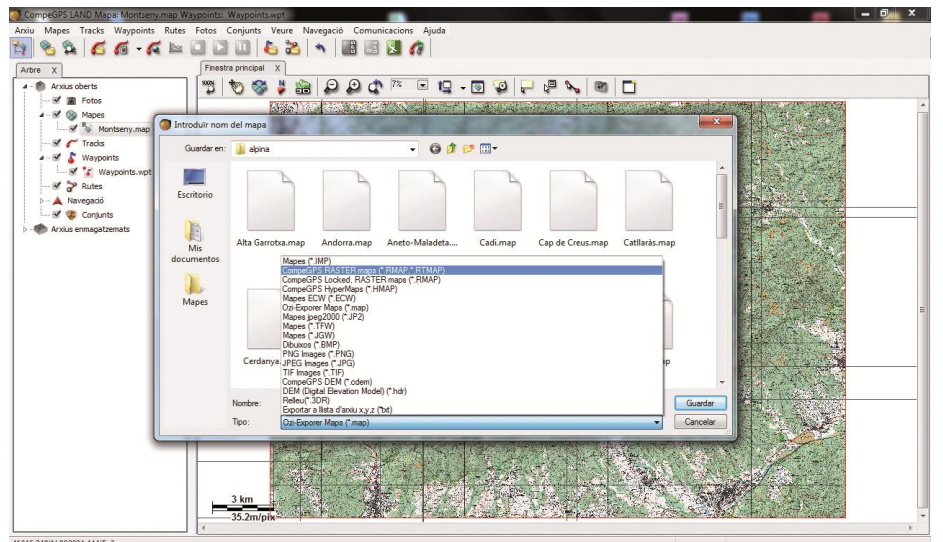 CompeGPS LAND Mapa: Montseny.map Waypoints: Waypoints.wpt
Arxiu Mapes Tracks Waypoints Rutes Fotos Conjunts Veure Navegació Comunicacions Ajuda
Arbre X
Finestra principal X
100%
7%
Arxius oberts
Fotos
Mapes
Montseny.map
Tracks
Waypoints
Waypoints.wpt
Rutes
Navegació
Conjunts
Arxius enmagatzemats
Introduïr nom del mapa
Guardar en: alpina
Escritorio
Mis documentos
Mapes
Alta Garrotxa.map Andorra.map Aneto-Maladeta.... Cadi.map Cap de Creus.map Catllaràs.map
Cerdanya.
Mapes (*.IMP)
CompeGPS RASTER maps (*.RMAP,*.RTMAP)
CompeGPS Locked, RASTER maps (*.RMAP)
CompeGPS HyperMaps (*.HMAP)
Mapes ECW (*.ECW)
Ozi-Exporer Maps (*.map)
Mapes jpeg2000 (*.JP2)
Mapes (*.TFW)
Mapes (*.JGW)
Dibuixos (*.BMP)
PNG Images (*.PNG)
JPEG Images (*.JPG)
TIF Images (*.TIF)
CompeGPS DEM (*.cdem)
DEM (Digital Elevation Model) (*.hdr)
Relleu(*.3DR)
Exportar a llista d'arxiu x,y,z (*txt)
Nombre:
Guardar
Tipo: Ozi-Exporer Maps (*.map)
Cancelar
3 km
35.2m/pix